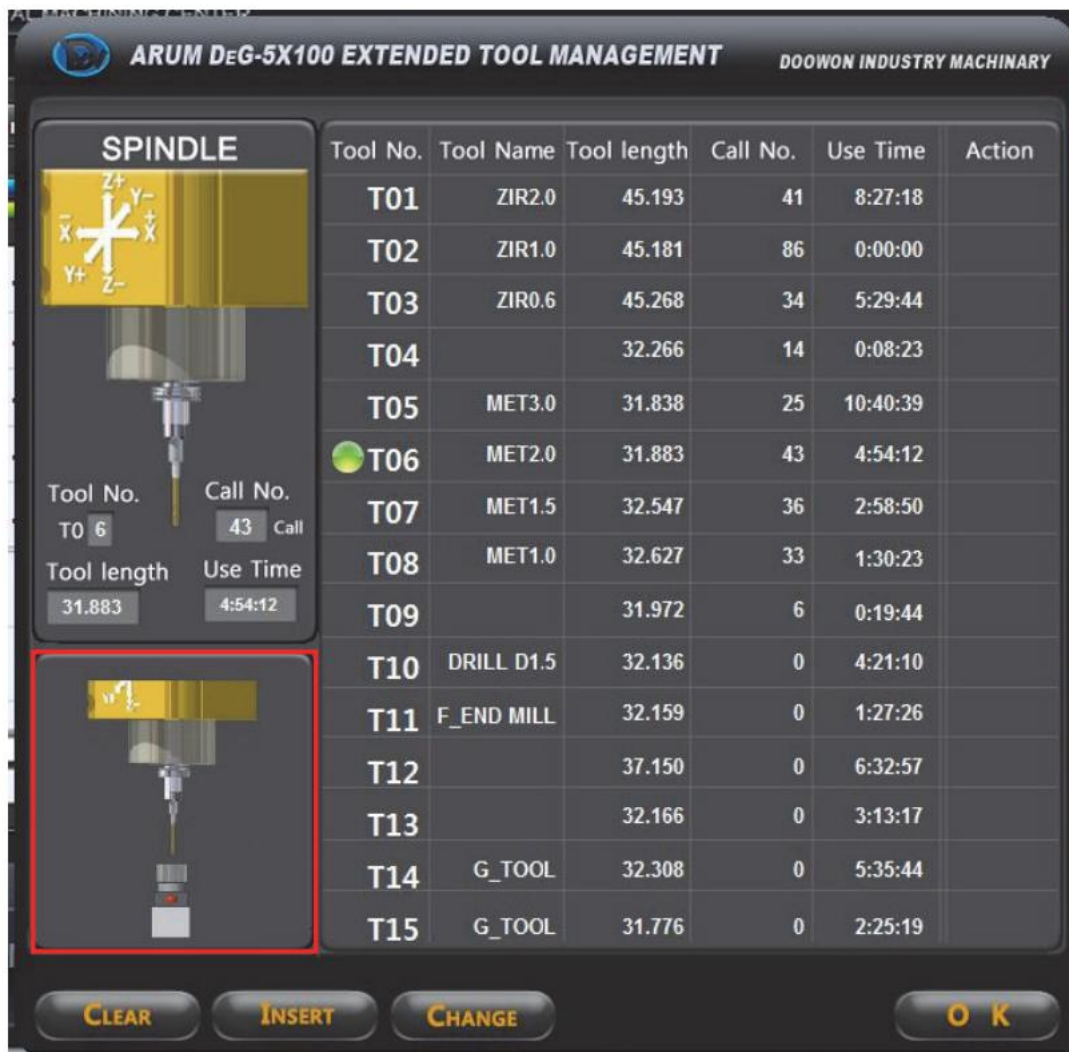 ARUM DEG-5X100 EXTENDED TOOL MANAGEMENT DOOWON INDUSTRY MACHINARY
SPINDLE
Z+
Y-
X- +X
Y+
Z-
Tool No. Call No.
T0 6 43 Call
Tool length Use Time
31.883 4:54:12
Tool No. Tool Name Tool length Call No. Use Time Action
T01 ZIR2.0 45.193 41 8:27:18
T02 ZIR1.0 45.181 86 0:00:00
T03 ZIR0.6 45.268 34 5:29:44
T04 32.266 14 0:08:23
T05 MET3.0 31.838 25 10:40:39
T06 MET2.0 31.883 43 4:54:12
T07 MET1.5 32.547 36 2:58:50
T08 MET1.0 32.627 33 1:30:23
T09 31.972 6 0:19:44
T10 DRILL D1.5 32.136 0 4:21:10
T11 F_END MILL 32.159 0 1:27:26
T12 37.150 0 6:32:57
T13 32.166 0 3:13:17
T14 G_TOOL 32.308 0 5:35:44
T15 G_TOOL 31.776 0 2:25:19
CLEAR INSERT CHANGE O K